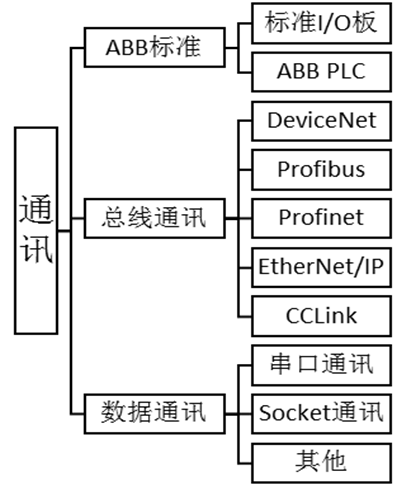 通讯
ABB标准
标准I/O板
ABB PLC
总线通讯
DeviceNet
Profibus
Profinet
EtherNet/IP
CCLink
数据通讯
串口通讯
Socket通讯
其他